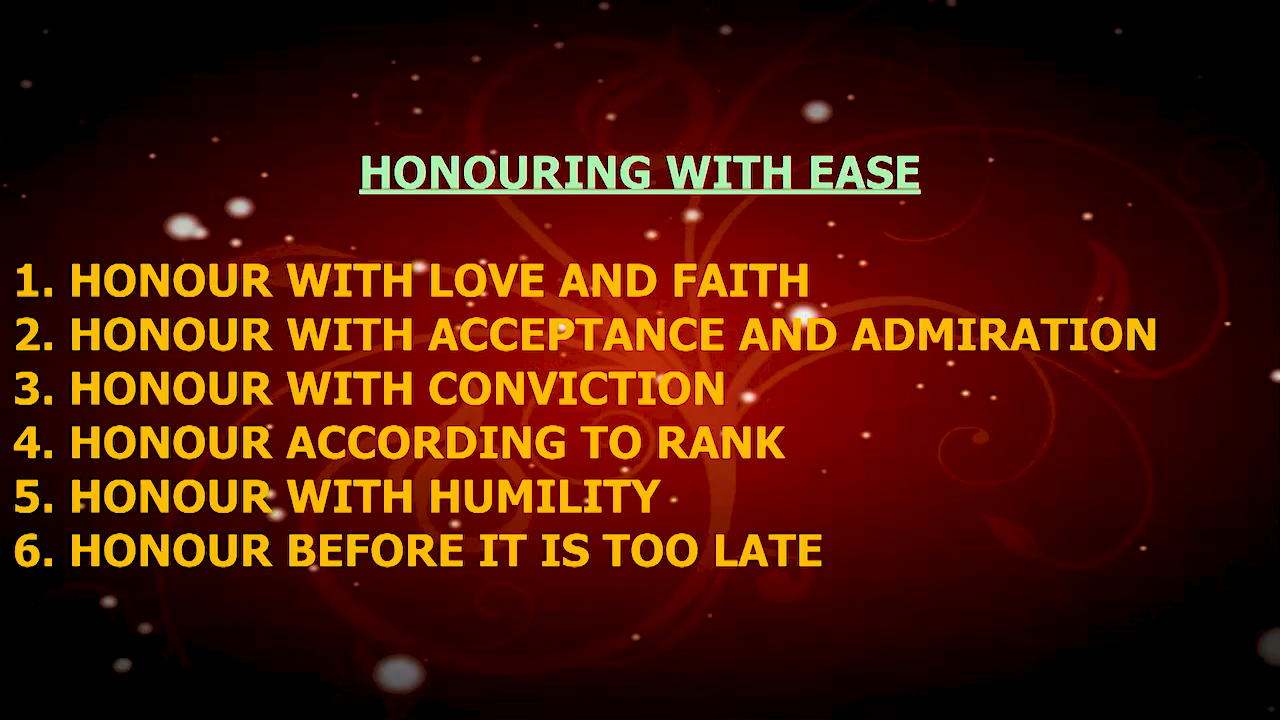 HONOURING WITH EASE
1. HONOUR WITH LOVE AND FAITH
2. HONOUR WITH ACCEPTANCE AND ADMIRATION
3. HONOUR WITH CONVICTION
4. HONOUR ACCORDING TO RANK
5. HONOUR WITH HUMILITY
6. HONOUR BEFORE IT IS TOO LATE